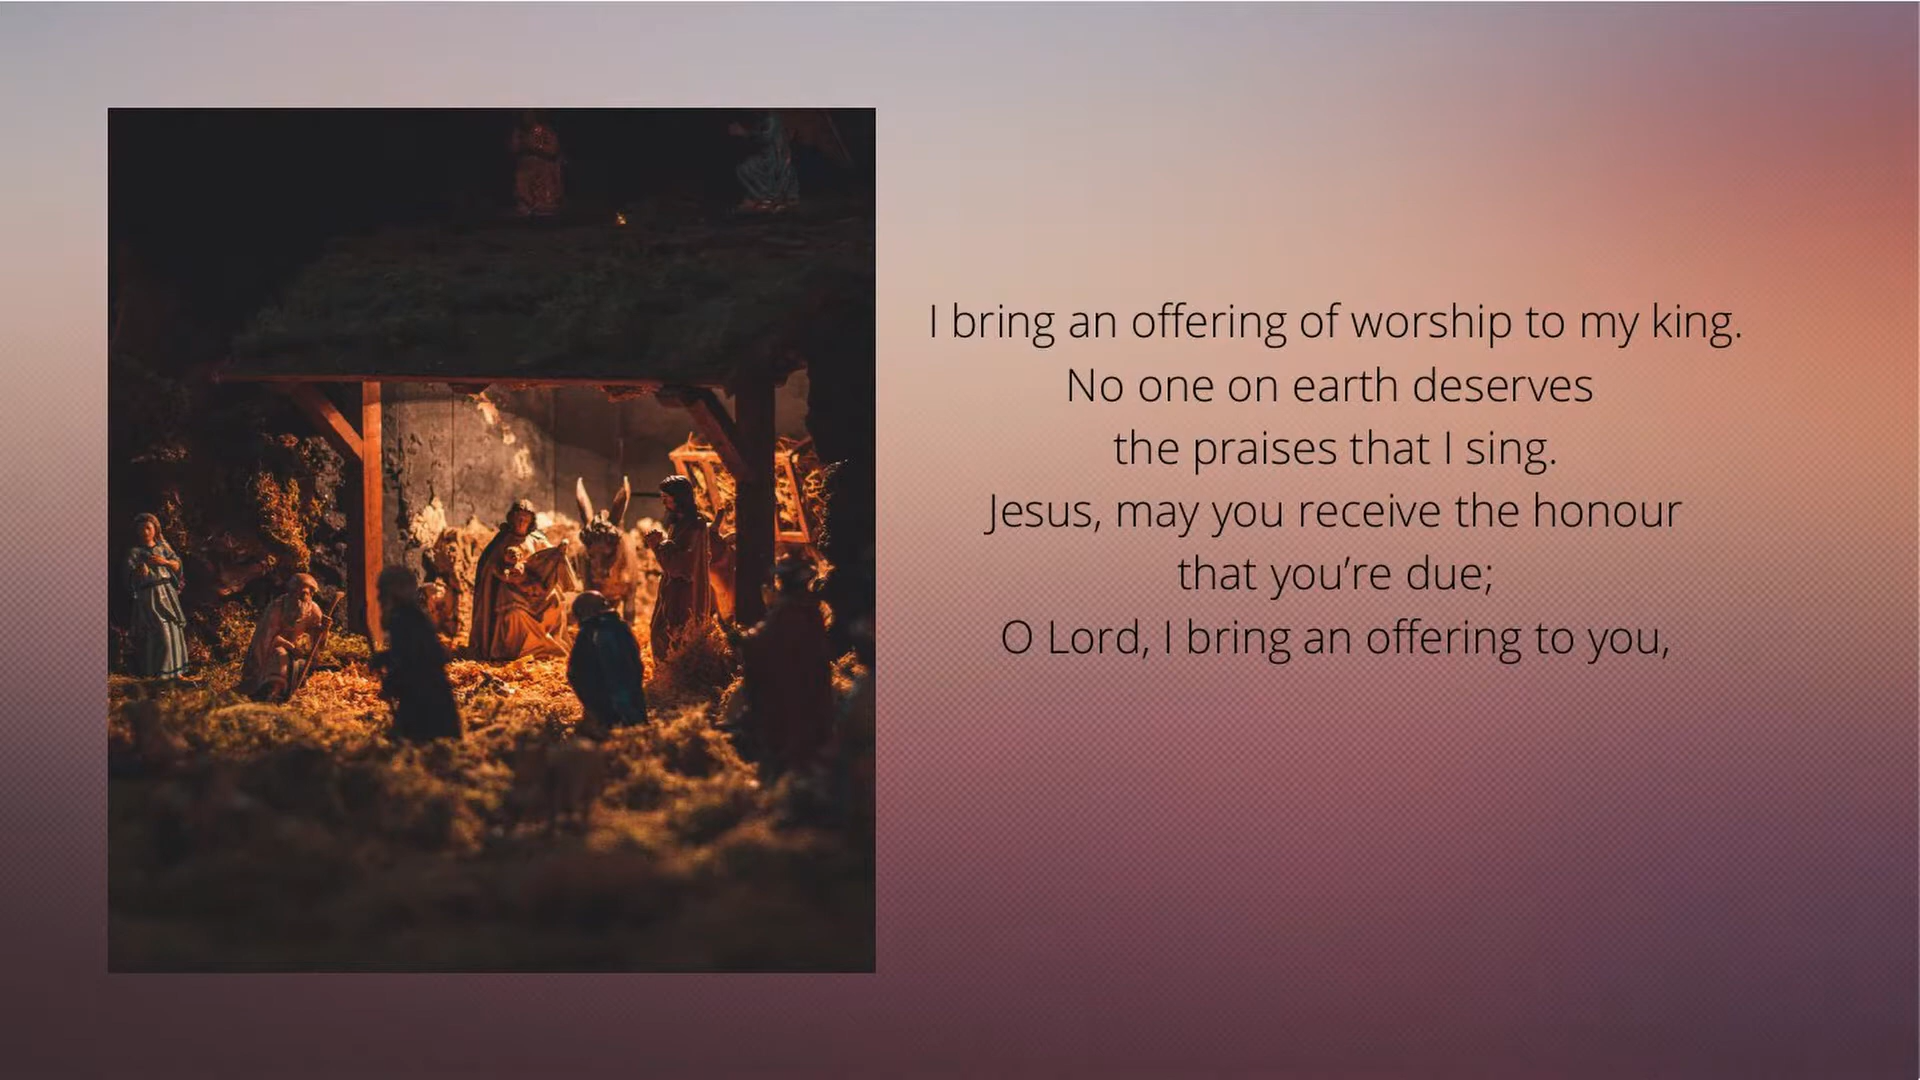 I bring an offering of worship to my king.
No one on earth deserves
the praises that I sing.
Jesus, may you receive the honour
that you’re due;
O Lord, I bring an offering to you,